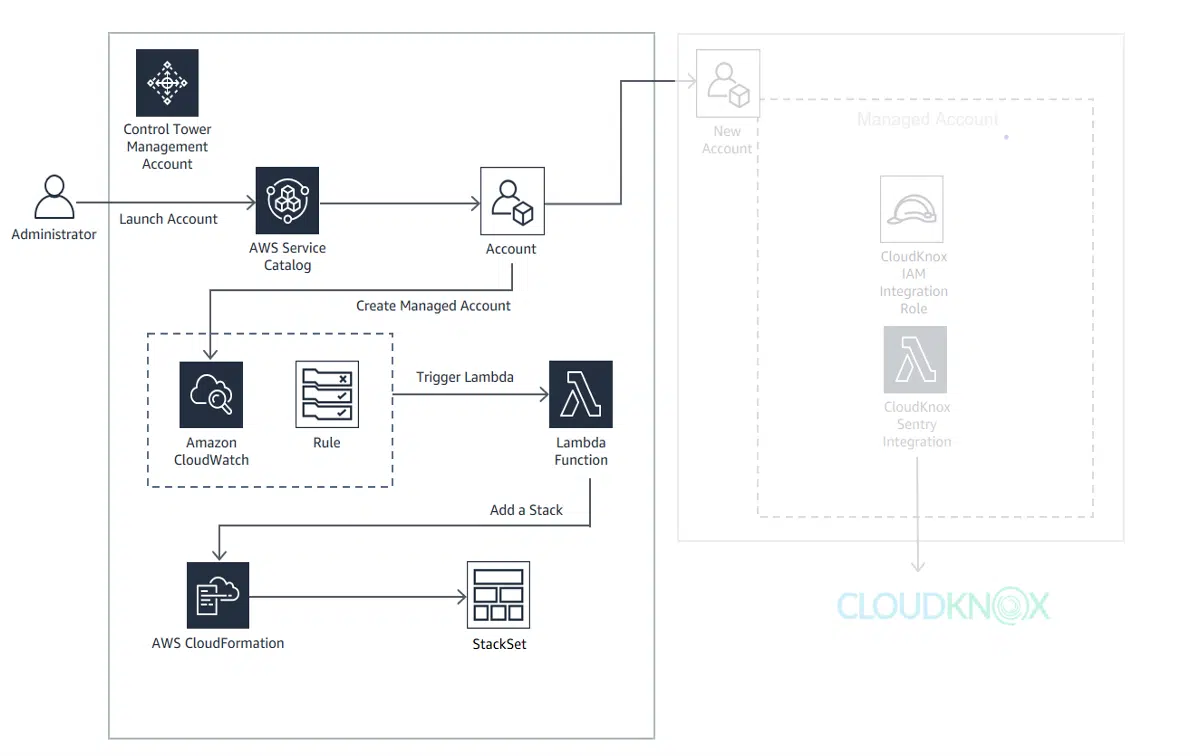 Control Tower
Management
Account
New
Account
Managed Account
Administrator
Launch Account
AWS Service
Catalog
Account
Create Managed Account
CloudKnox
IAM
Integration
Role
Amazon
CloudWatch
Rule
Trigger Lambda
Lambda
Function
CloudKnox
Sentry
Integration
Add a Stack
AWS CloudFormation
StackSet
CLOUDKNOX